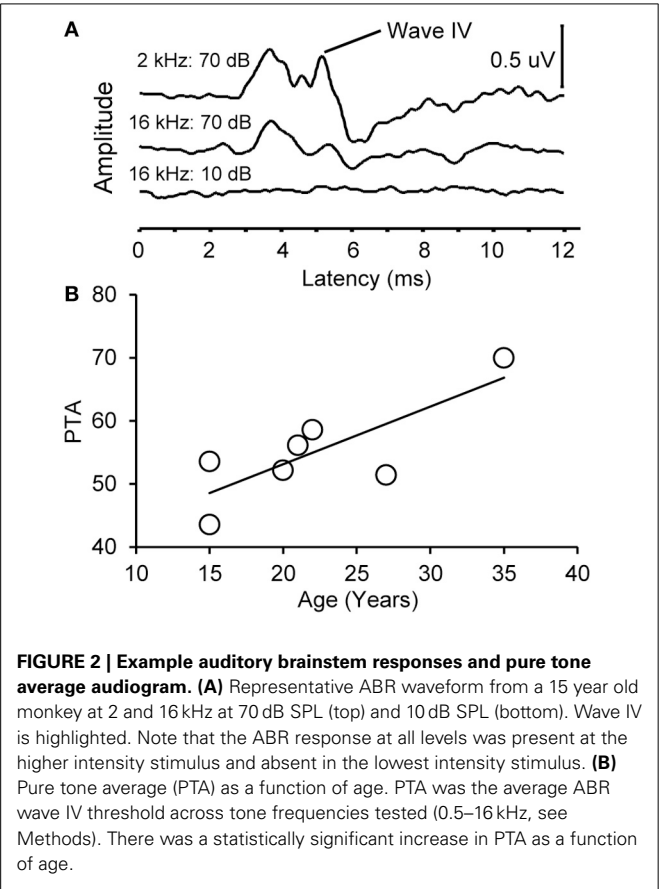 A
Wave IV
2 kHz: 70 dB
0.5 uV
16 kHz: 70 dB
16 kHz: 10 dB
Amplitude
0 2 4 6 8 10 12
Latency (ms)
B
80
70
60
50
40
PTA
10 15 20 25 30 35 40
Age (Years)
FIGURE 2 | Example auditory brainstem responses and pure tone
average audiogram. (A) Representative ABR waveform from a 15 year old
monkey at 2 and 16 kHz at 70 dB SPL (top) and 10 dB SPL (bottom). Wave IV
is highlighted. Note that the ABR response at all levels was present at the
higher intensity stimulus and absent in the lowest intensity stimulus. (B)
Pure tone average (PTA) as a function of age. PTA was the average ABR
wave IV threshold across tone frequencies tested (0.5–16 kHz, see
Methods). There was a statistically significant increase in PTA as a function
of age.